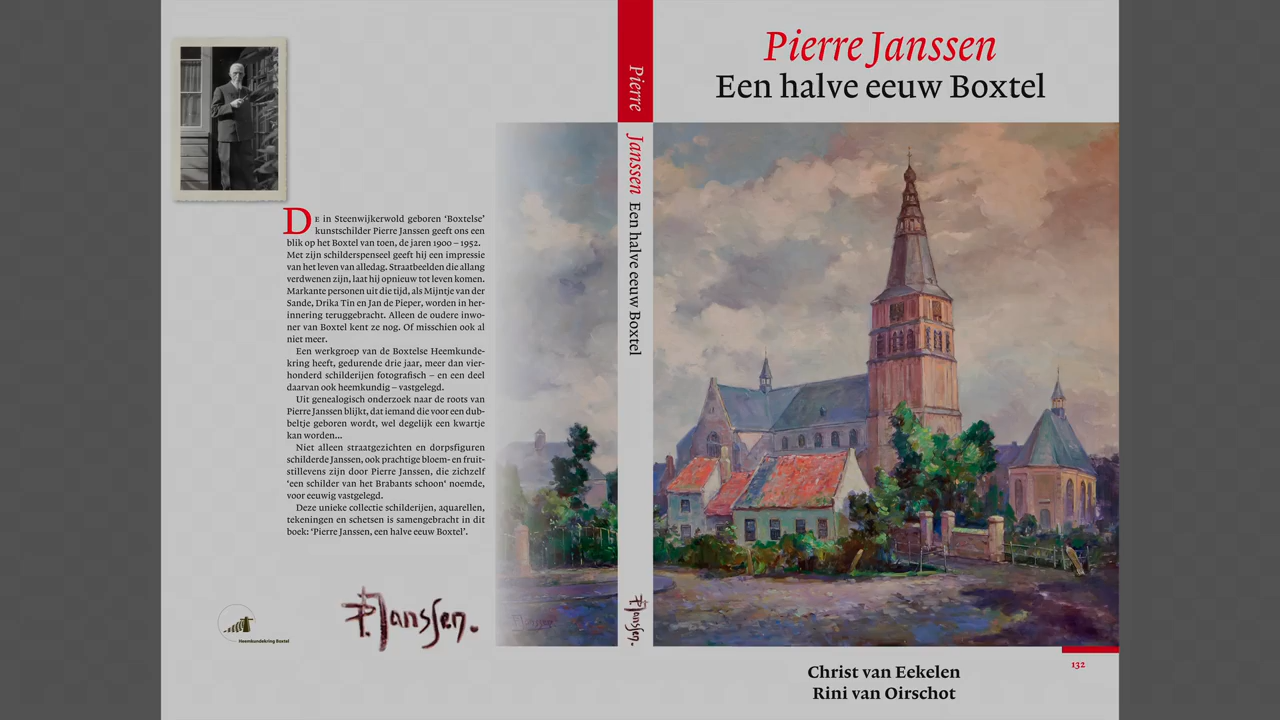 DE in Steenwijkerwold geboren ‘Boxtelse’
kunstschilder Pierre Janssen geeft ons een
blik op het Boxtel van toen, de jaren 1900 – 1952.
Met zijn schilderspenseel geeft hij een impressie
van het leven van alledag. Straatbeelden die allang
verdwenen zijn, laat hij opnieuw tot leven komen.
Markante personen uit die tijd, als Mijntje van der
Sande, Drika Tin en Jan de Pieper, worden in her-
innering teruggebracht. Alleen de oudere inwo-
ner van Boxtel kent ze nog. Of misschien ook al
niet meer.
Een werkgroep van de Boxtelse Heemkunde-
kring heeft, gedurende drie jaar, meer dan vier-
honderd schilderijen fotografisch – en een deel
daarvan ook heemkundig – vastgelegd.
Uit genealogisch onderzoek naar de roots van
Pierre Janssen blijkt, dat iemand die voor een dub-
beltje geboren wordt, wel degelijk een kwartje
kan worden...
Niet alleen straatgezichten en dorpsfiguren
schilderde Janssen, ook prachtige bloem- en fruit-
stillevens zijn door Pierre Janssen, die zichzelf
‘een schilder van het Brabants schoon‘ noemde,
voor eeuwig vastgelegd.
Deze unieke collectie schilderijen, aquarellen,
tekeningen en schetsen is samengebracht in dit
boek: ‘Pierre Janssen, een halve eeuw Boxtel’.
Heemkundekring Boxtel
P. Janssen.
Pierre Janssen Een halve eeuw Boxtel
P. Janssen.
Pierre Janssen
Een halve eeuw Boxtel
132
Christ van Eekelen
Rini van Oirschot